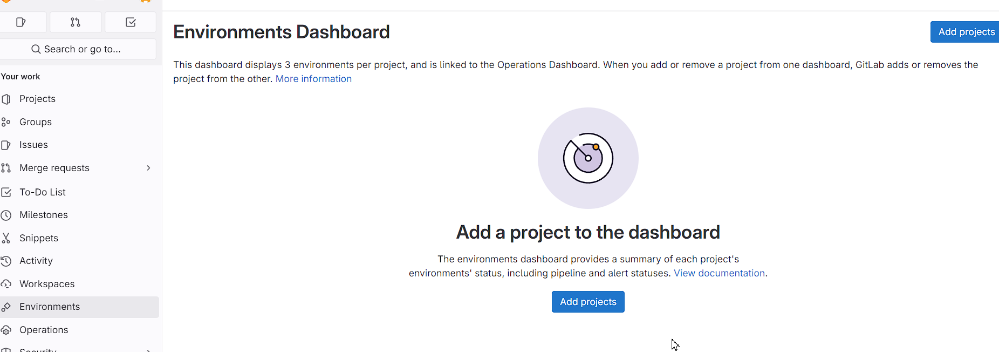 Search or go to...
Your work
Projects
Groups
Issues
Merge requests
To-Do List
Milestones
Snippets
Activity
Workspaces
Environments
Operations
Security
Environments Dashboard
Add projects
This dashboard displays 3 environments per project, and is linked to the Operations Dashboard. When you add or remove a project from one dashboard, GitLab adds or removes the
project from the other. More information
Add a project to the dashboard
The environments dashboard provides a summary of each project's
environments' status, including pipeline and alert statuses. View documentation.
Add projects